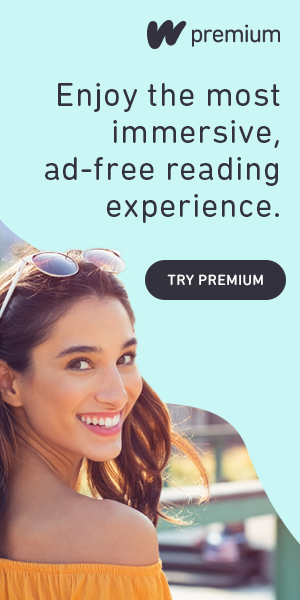 premium
Enjoy the most
immersive,
ad-free reading
experience.
TRY PREMIUM